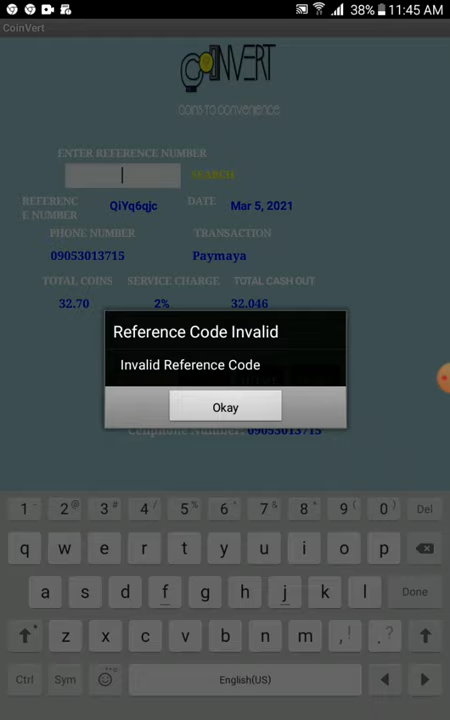 38% 11:45 AM
CoinVert
COINVERT
COINS TO CONVENIENCE
ENTER REFERENCE NUMBER
SEARCH
REFERENC
E NUMBER
QiYq6qjc
DATE
Mar 5, 2021
PHONE NUMBER TRANSACTION
09053013715 Paymaya
TOTAL COINS SERVICE CHARGE TOTAL CASH OUT
32.70 2% 32.046
Reference Code Invalid
Invalid Reference Code
Okay
Cellphone Number: 09053013715
1 2 @ 3 # 4 / 5 % 6 ^ 7 & 8 * 9 ( 0 ) Del
q w e r t y u i o p
a s d f g h j k l Done
z x c v b n m , ! . ?
Ctrl Sym English(US)